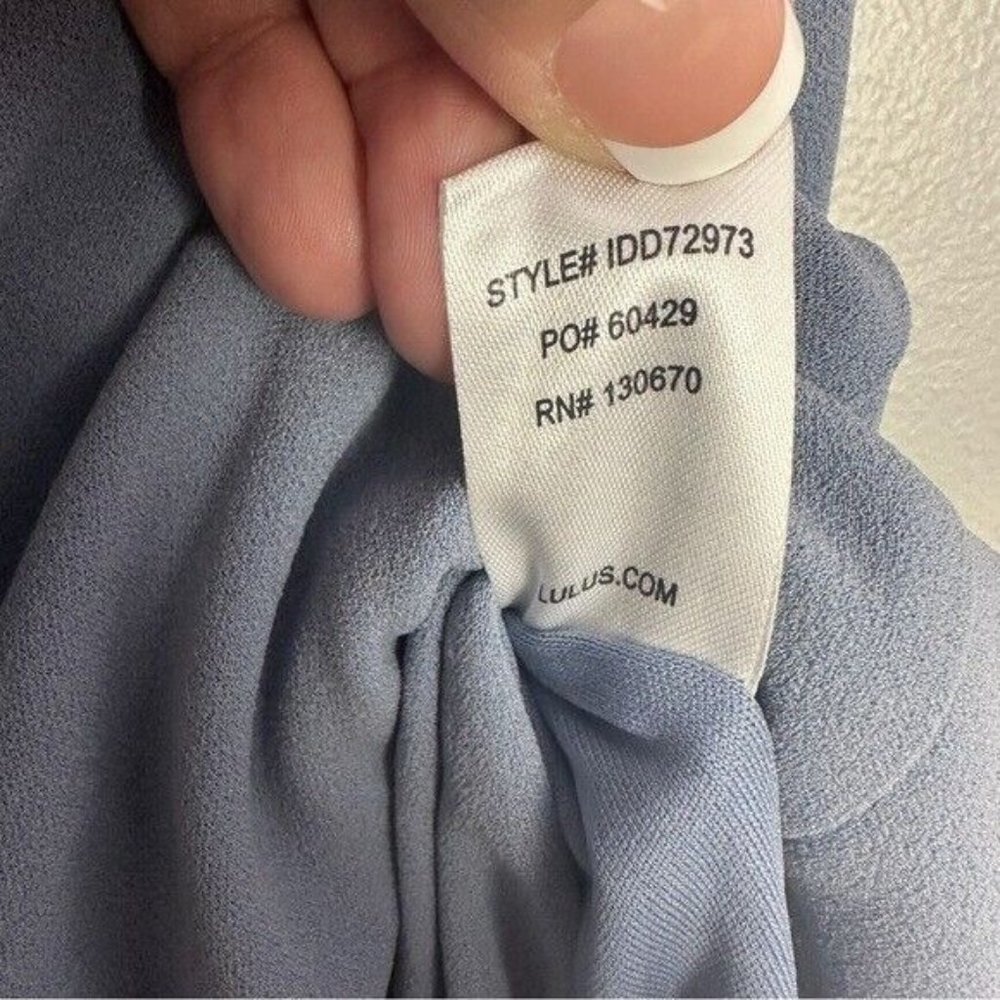 STYLE# IDD72973
PO# 60429
RN# 130670
LULUS.COM